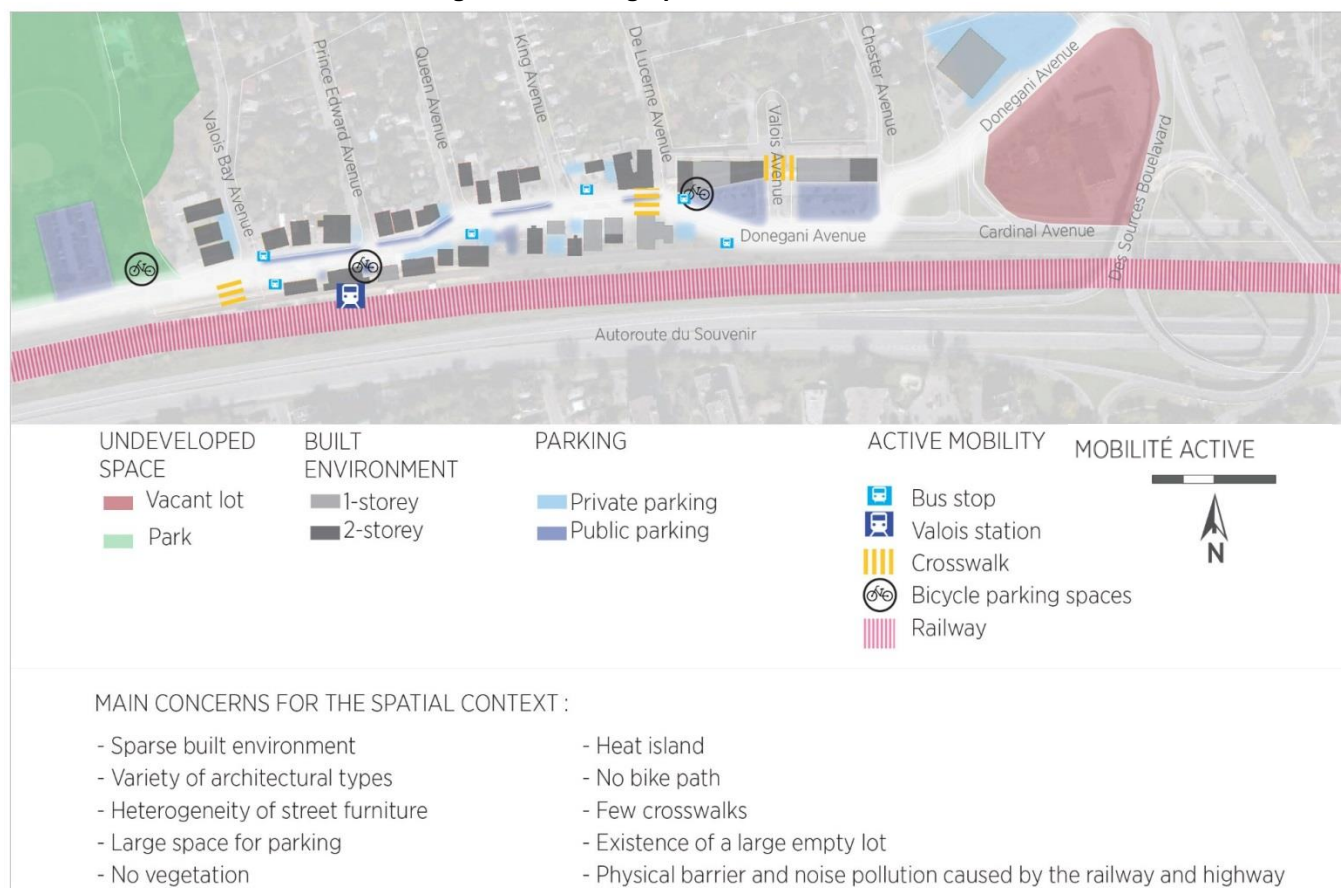 Valois Bay Avenue
Prince Edward Avenue
Queen Avenue
King Avenue
De Lucerne Avenue
Valois Avenue
Chester Avenue
Donegani Avenue
Des Sources Bouelavard
Donegani Avenue
Cardinal Avenue
Autoroute du Souvenir
UNDEVELOPED
SPACE
Vacant lot
Park
BUILT
ENVIRONMENT
1-storey
2-storey
PARKING
Private parking
Public parking
ACTIVE MOBILITY
Bus stop
Valois station
Crosswalk
Bicycle parking spaces
Railway
MOBILITÉ ACTIVE
N
MAIN CONCERNS FOR THE SPATIAL CONTEXT :
- Sparse built environment
- Variety of architectural types
- Heterogeneity of street furniture
- Large space for parking
- No vegetation
- Heat island
- No bike path
- Few crosswalks
- Existence of a large empty lot
- Physical barrier and noise pollution caused by the railway and highway